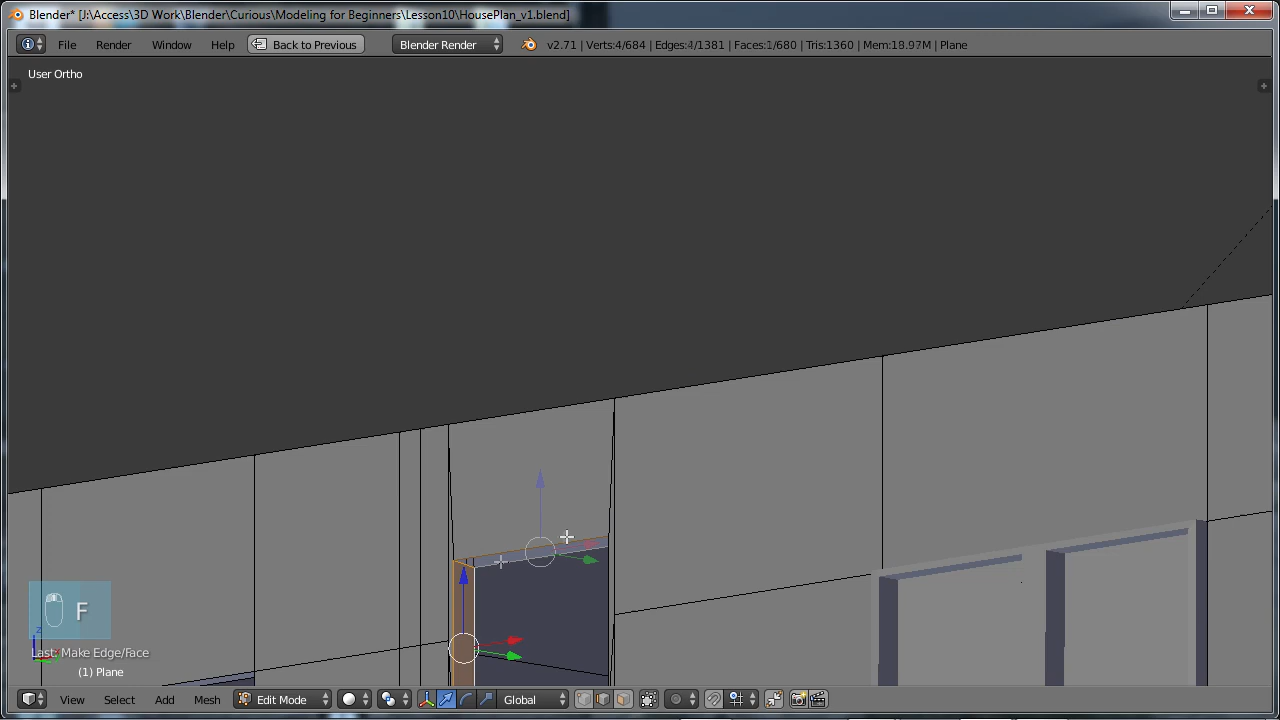 Blender* [J:\Access\3D Work\Blender\Curious\Modeling for Beginners\Lesson10\HousePlan_v1.blend]
File Render Window Help Back to Previous Blender Render v2.71 | Verts:4/684 | Edges:4/1381 | Faces:1/680 | Tris:1360 | Mem:18.97M | Plane
User Ortho
F
Last: Make Edge/Face
(1) Plane
View Select Add Mesh Edit Mode Global